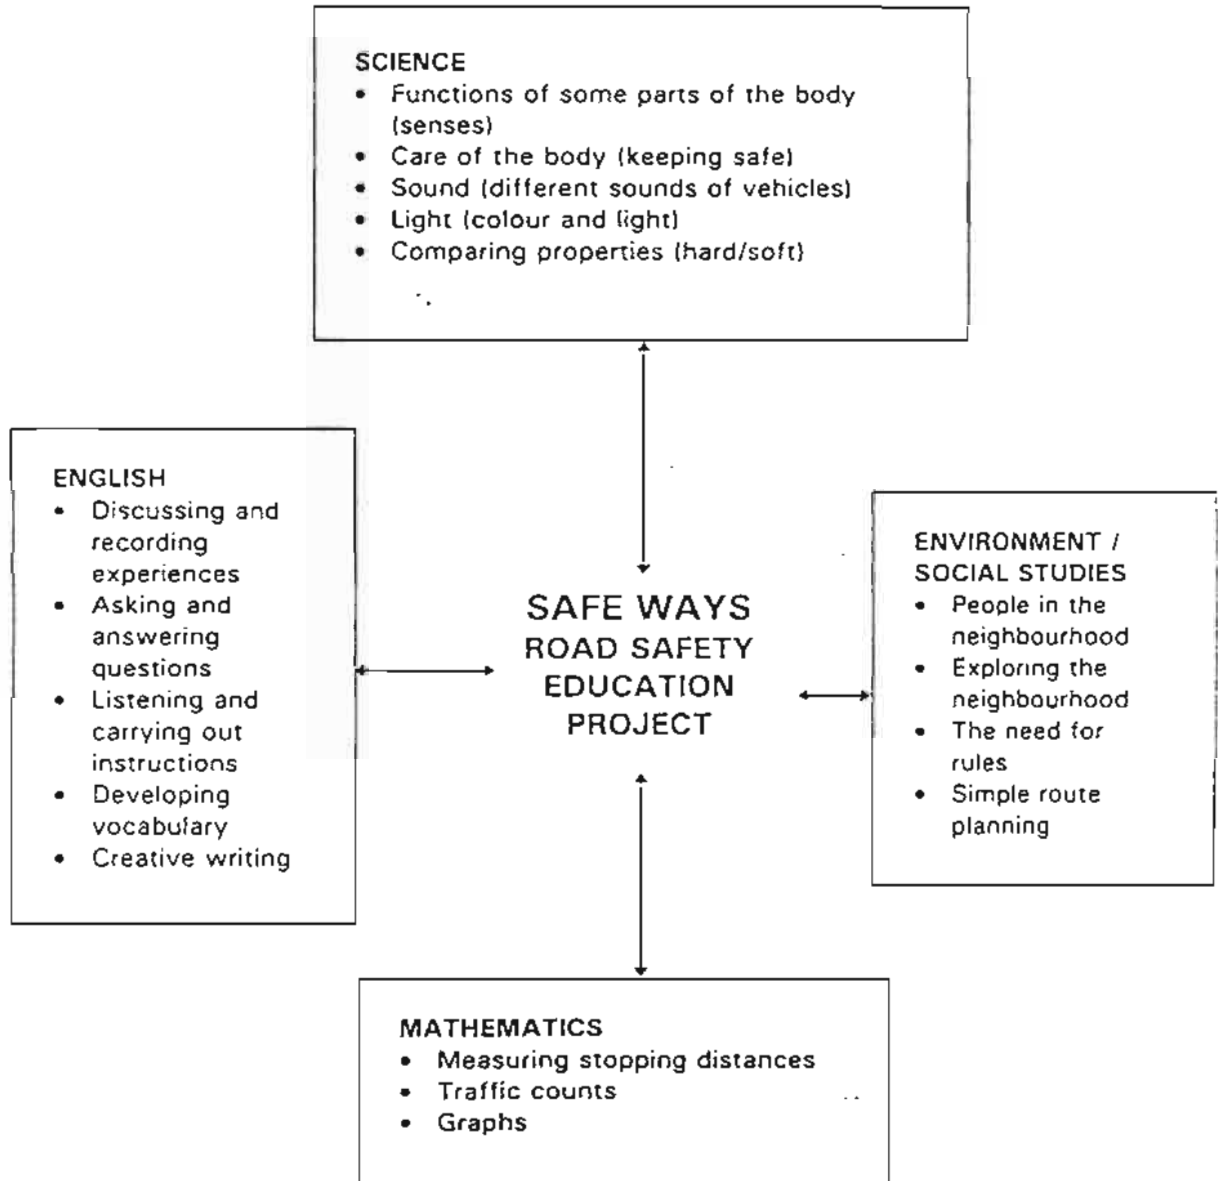 SCIENCE
• Functions of some parts of the body
(senses)
• Care of the body (keeping safe)
• Sound (different sounds of vehicles)
• Light (colour and light)
• Comparing properties (hard/soft)
ENGLISH
• Discussing and
recording
experiences
• Asking and
answering
questions
• Listening and
carrying out
instructions
• Developing
vocabulary
• Creative writing
SAFE WAYS
ROAD SAFETY
EDUCATION
PROJECT
ENVIRONMENT /
SOCIAL STUDIES
• People in the
neighbourhood
• Exploring the
neighbourhood
• The need for
rules
• Simple route
planning
MATHEMATICS
• Measuring stopping distances
• Traffic counts
• Graphs